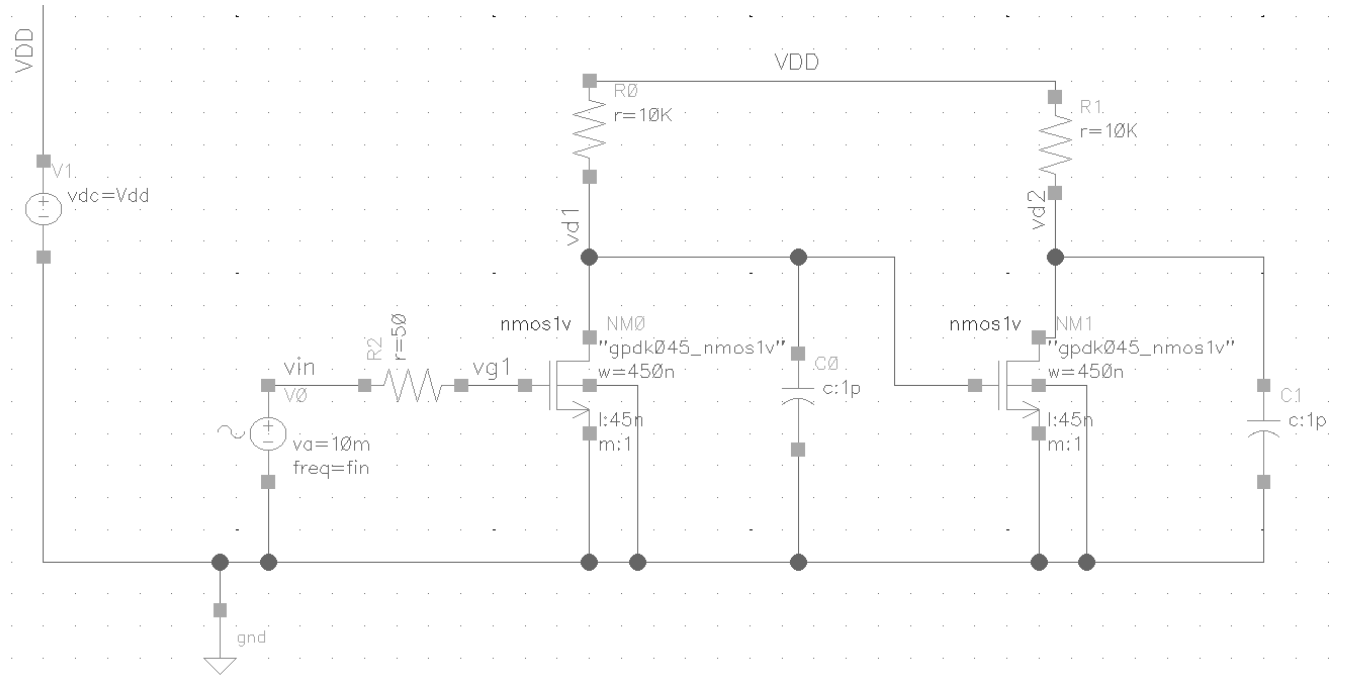 VDD
V1
vdc=Vdd
VDD
R0
r=10K
R1
r=10K
vd1
vd2
nmos1v
NM0
"gpdk045_nmos1v"
w=450n
l:45n
m:1
vin
V0
va=10m
freq=fin
R2
r=50
vg1
C0
c:1p
nmos1v
NM1
"gpdk045_nmos1v"
w=450n
l:45n
m:1
C1
c:1p
gnd